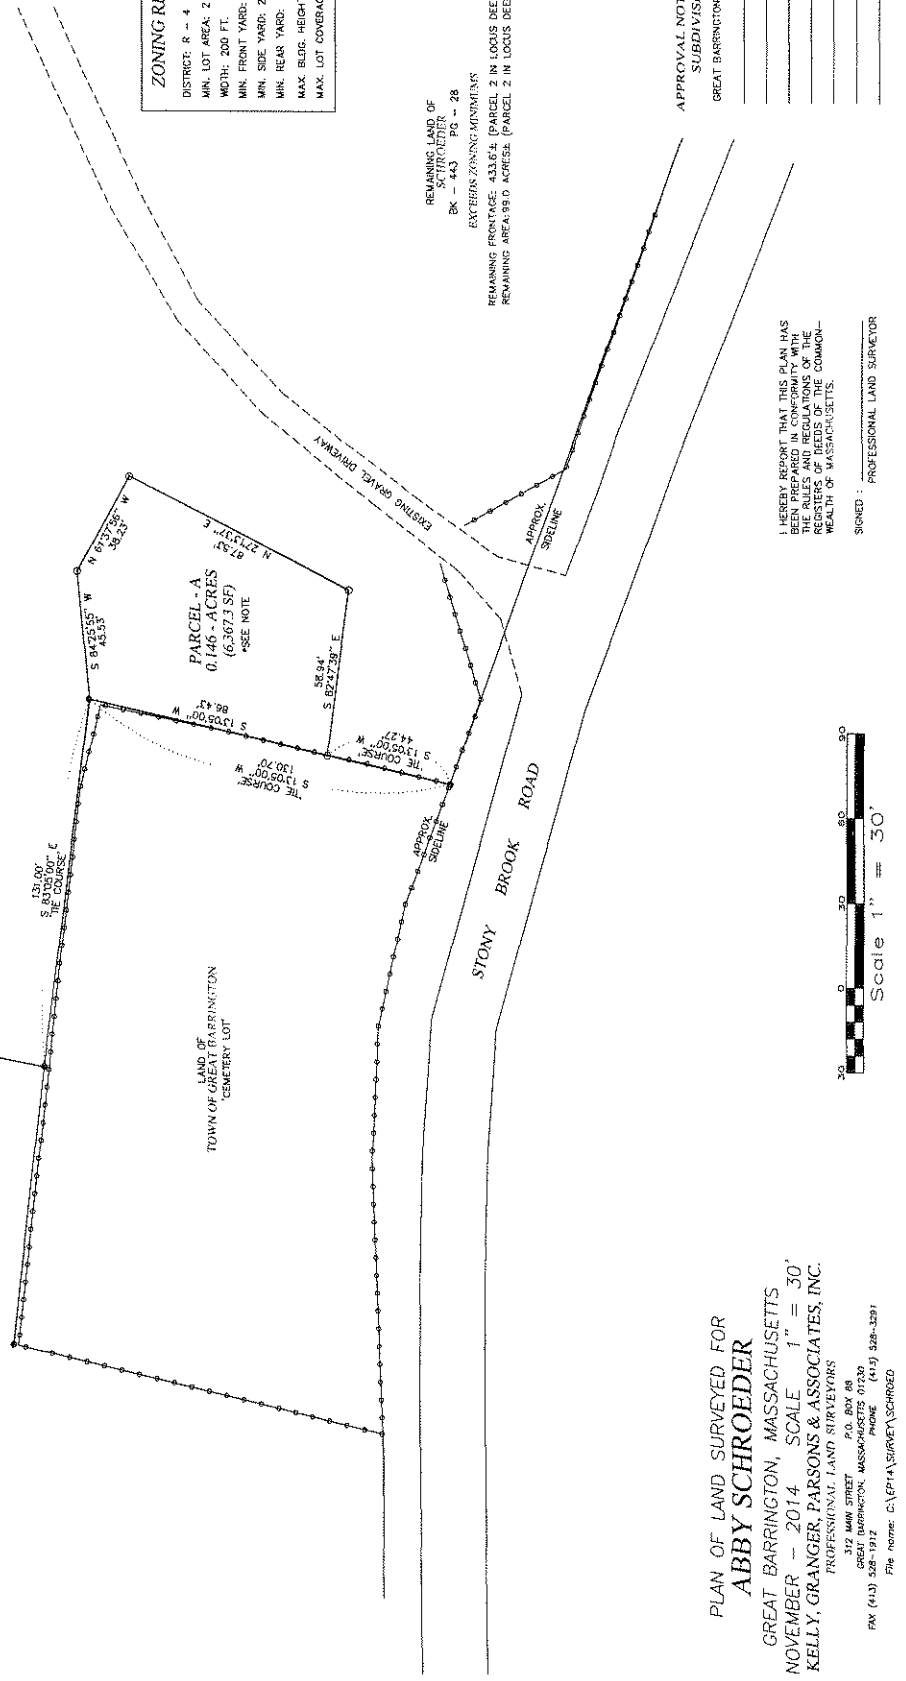 ZONING RE
DISTRICT: R - 4
MIN. LOT AREA: 2
WIDTH: 200 FT.
MIN. FRONT YARD:
MIN. SIDE YARD: 2
MIN. REAR YARD:
MAX. BLDG. HEIGH
MAX. LOT COVERAG
REMAINING LAND OF
SCHROEDER
BK - 443 PG - 28
EXCEEDS ZONING MINIMUMS
REMAINING FRONTAGE: 433.6'± (PARCEL 2 IN LOCUS DEE
REMAINING AREA: 99.0 ACRES± (PARCEL 2 IN LOCUS DEE
APPROVAL NOT
SUBDIVIS
GREAT BARRINGTON
EXISTING GRAVEL DRIVEWAY
N 61°37'56" W
38.23'
S 84°25'55" W
45.53'
N 27°13'37" E
87.53'
PARCEL - A
0.146 - ACRES
(6,367.3 SF)
*SEE NOTE
58.94'
S 82°47'39" E
S 13°05'00" W
86.43'
S 13°05'00" W
130.70'
'TIE COURSE'
S 13°05'00" W
44.27'
'TIE COURSE'
131.00'
S 83°05'00" E
'TIE COURSE'
APPROX.
SIDELINE
APPROX.
SIDELINE
LAND OF
TOWN OF GREAT BARRINGTON
'CEMETERY LOT'
STONY BROOK ROAD
I HEREBY REPORT THAT THIS PLAN HAS
BEEN PREPARED IN CONFORMITY WITH
THE RULES AND REGULATIONS OF THE
REGISTERS OF DEEDS OF THE COMMON-
WEALTH OF MASSACHUSETTS.
SIGNED :
PROFESSIONAL LAND SURVEYOR
30 0 30 60 90
Scale 1" = 30'
PLAN OF LAND SURVEYED FOR
ABBY SCHROEDER
GREAT BARRINGTON, MASSACHUSETTS
NOVEMBER - 2014 SCALE 1" = 30'
KELLY, GRANGER, PARSONS & ASSOCIATES, INC.
PROFESSIONAL LAND SURVEYORS
312 MAIN STREET P.O. BOX 88
GREAT BARRINGTON, MASSACHUSETTS 01230
FAX (413) 528-1912 PHONE (413) 528-3291
File name: C:\EP14\SURVEY\SCHROED